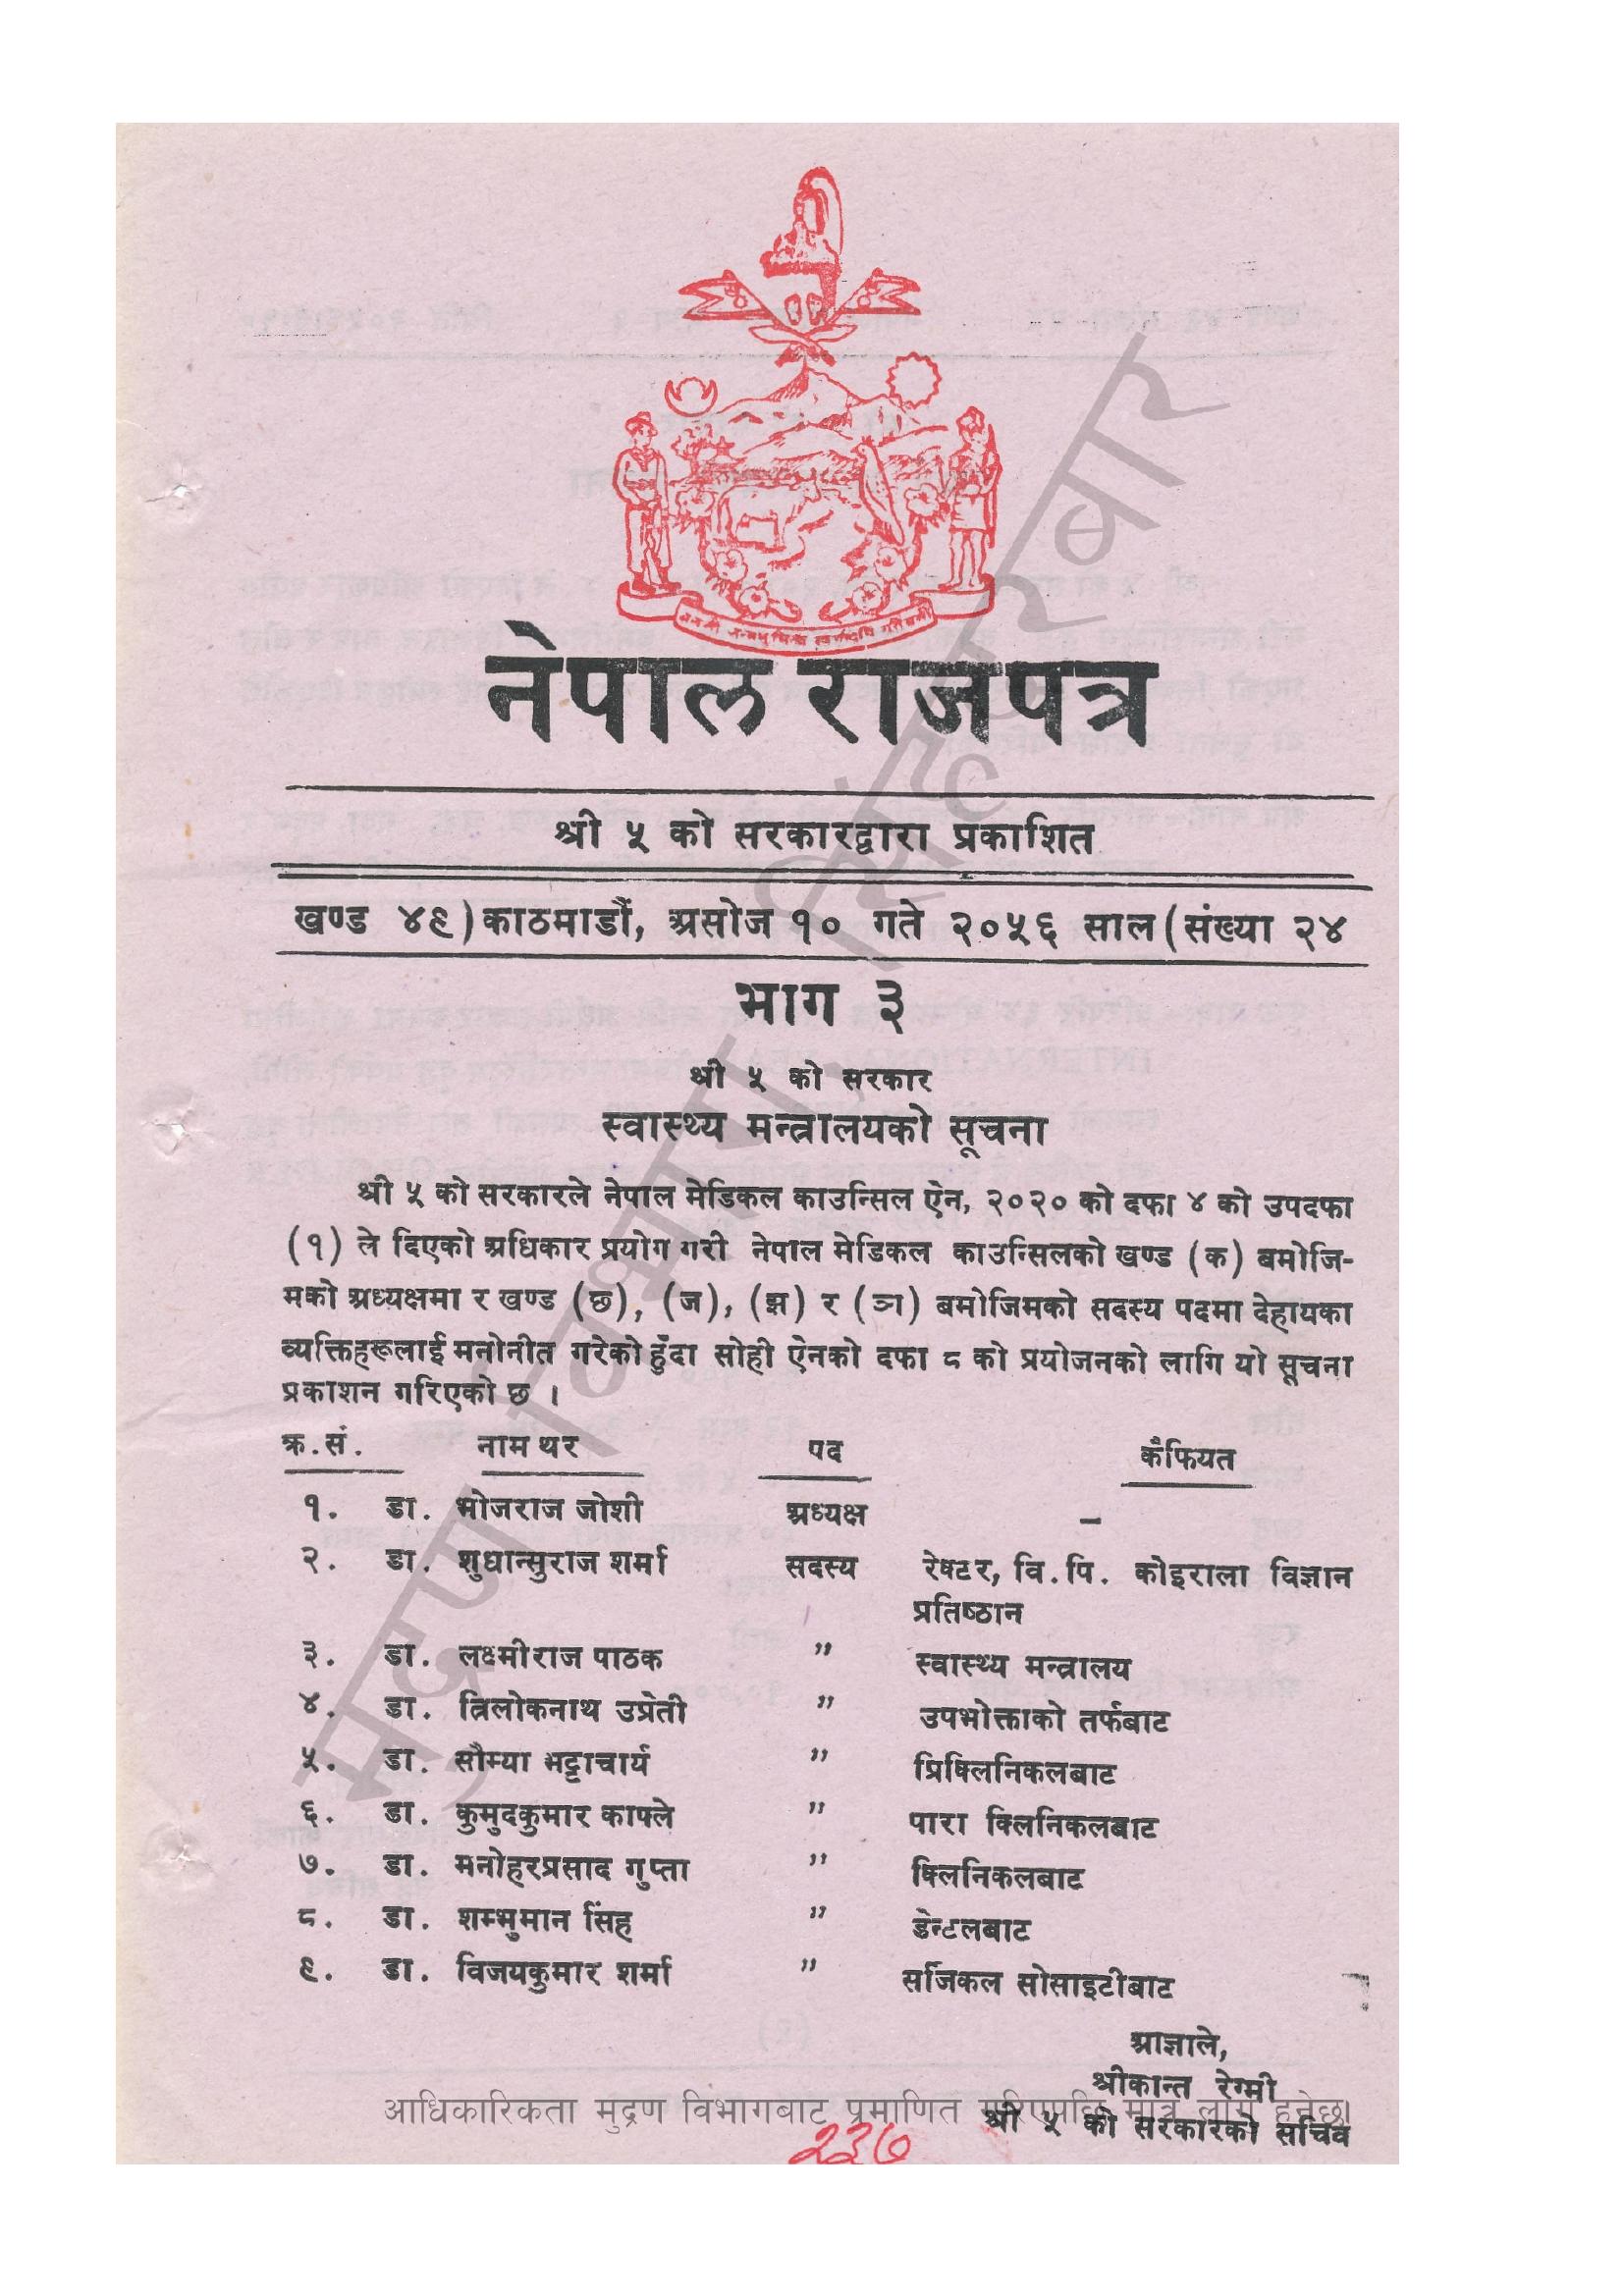 नेपाल राजपत्र
श्री ५ को सरकारद्वारा प्रकाशित
खण्ड ४९) काठमाडौं, असोज १० गते २०५६ साल (संख्या २४
भाग ३
श्री ५ को सरकार
स्वास्थ्य मन्त्रालयको सूचना
श्री ५ को सरकारले नेपाल मेडिकल काउन्सिल ऐन, २०२० को दफा ४ को उपदफा
(१) ले दिएको अधिकार प्रयोग गरी नेपाल मेडिकल काउन्सिलको खण्ड (क) बमोजि-
मको अध्यक्षमा र खण्ड (छ), (ज), (झ) र (ञ) बमोजिमको सदस्य पदमा देहायका
व्यक्तिहरूलाई मनोनीत गरेको हुँदा सोही ऐनको दफा ८ को प्रयोजनको लागि यो सूचना
प्रकाशन गरिएको छ ।
क्र.सं. नाम थर पद कैफियत
१. डा. भोजराज जोशी अध्यक्ष –
२. डा. शुधान्सुराज शर्मा सदस्य रेक्टर, वि.पि. कोइराला विज्ञान
प्रतिष्ठान
३. डा. लक्ष्मीराज पाठक " स्वास्थ्य मन्त्रालय
४. डा. त्रिलोकनाथ उप्रेती " उपभोक्ताको तर्फबाट
५. डा. सौम्या भट्टाचार्य " प्रिक्लिनिकलबाट
६. डा. कुमुदकुमार काफ्ले " पारा क्लिनिकलबाट
७. डा. मनोहरप्रसाद गुप्ता " क्लिनिकलबाट
८. डा. शम्भुमान सिंह " डेन्टलबाट
९. डा. विजयकुमार शर्मा " सर्जिकल सोसाइटीबाट
आज्ञाले,
श्रीकान्त रेग्मी
श्री ५ को सरकारको सचिव
आधिकारिकता मुद्रण विभागबाट प्रमाणित गरिएपछि मात्र लागु हुनेछ।
२३७
मुद्रण विभाग, सिंहदरबार